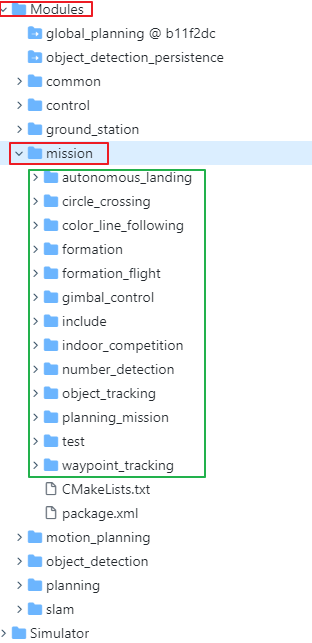 Modules
global_planning @ b11f2dc
object_detection_persistence
common
control
ground_station
mission
autonomous_landing
circle_crossing
color_line_following
formation
formation_flight
gimbal_control
include
indoor_competition
number_detection
object_tracking
planning_mission
test
waypoint_tracking
CMakeLists.txt
package.xml
motion_planning
object_detection
planning
slam
Simulator